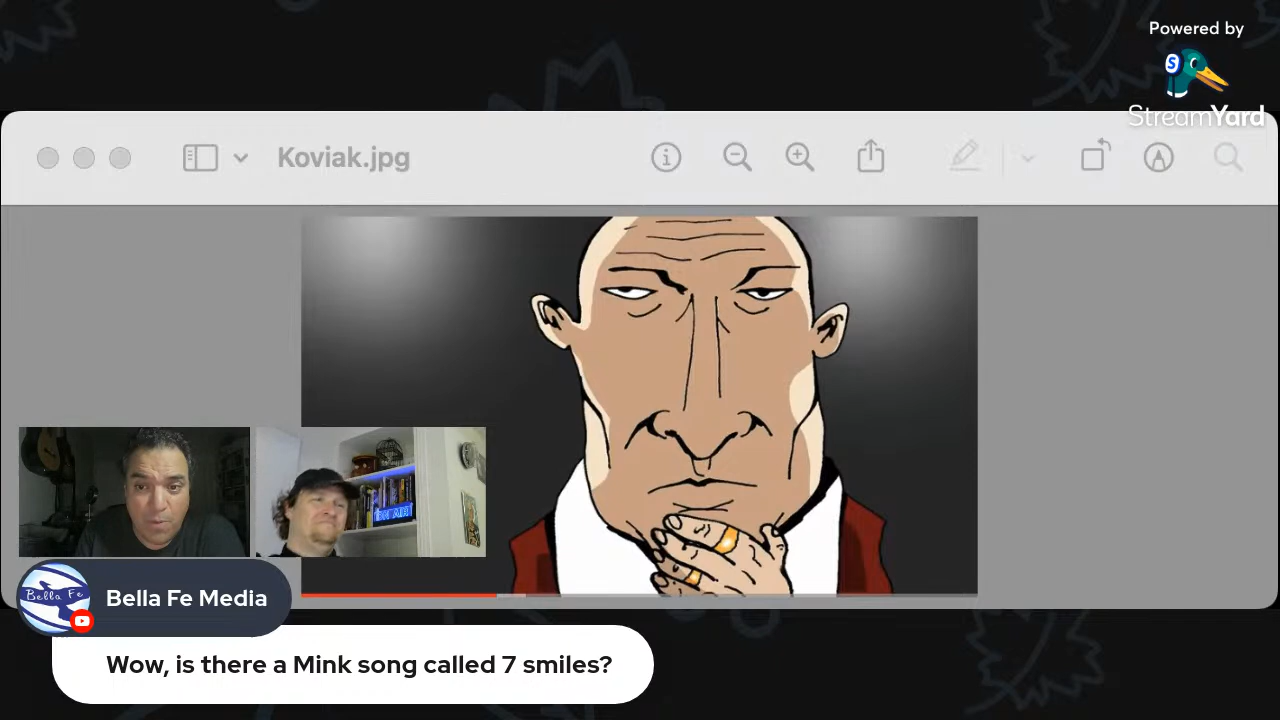 Powered by
StreamYard
Koviak.jpg
ON AIR
Bella Fe
Bella Fe Media
Wow, is there a Mink song called 7 smiles?